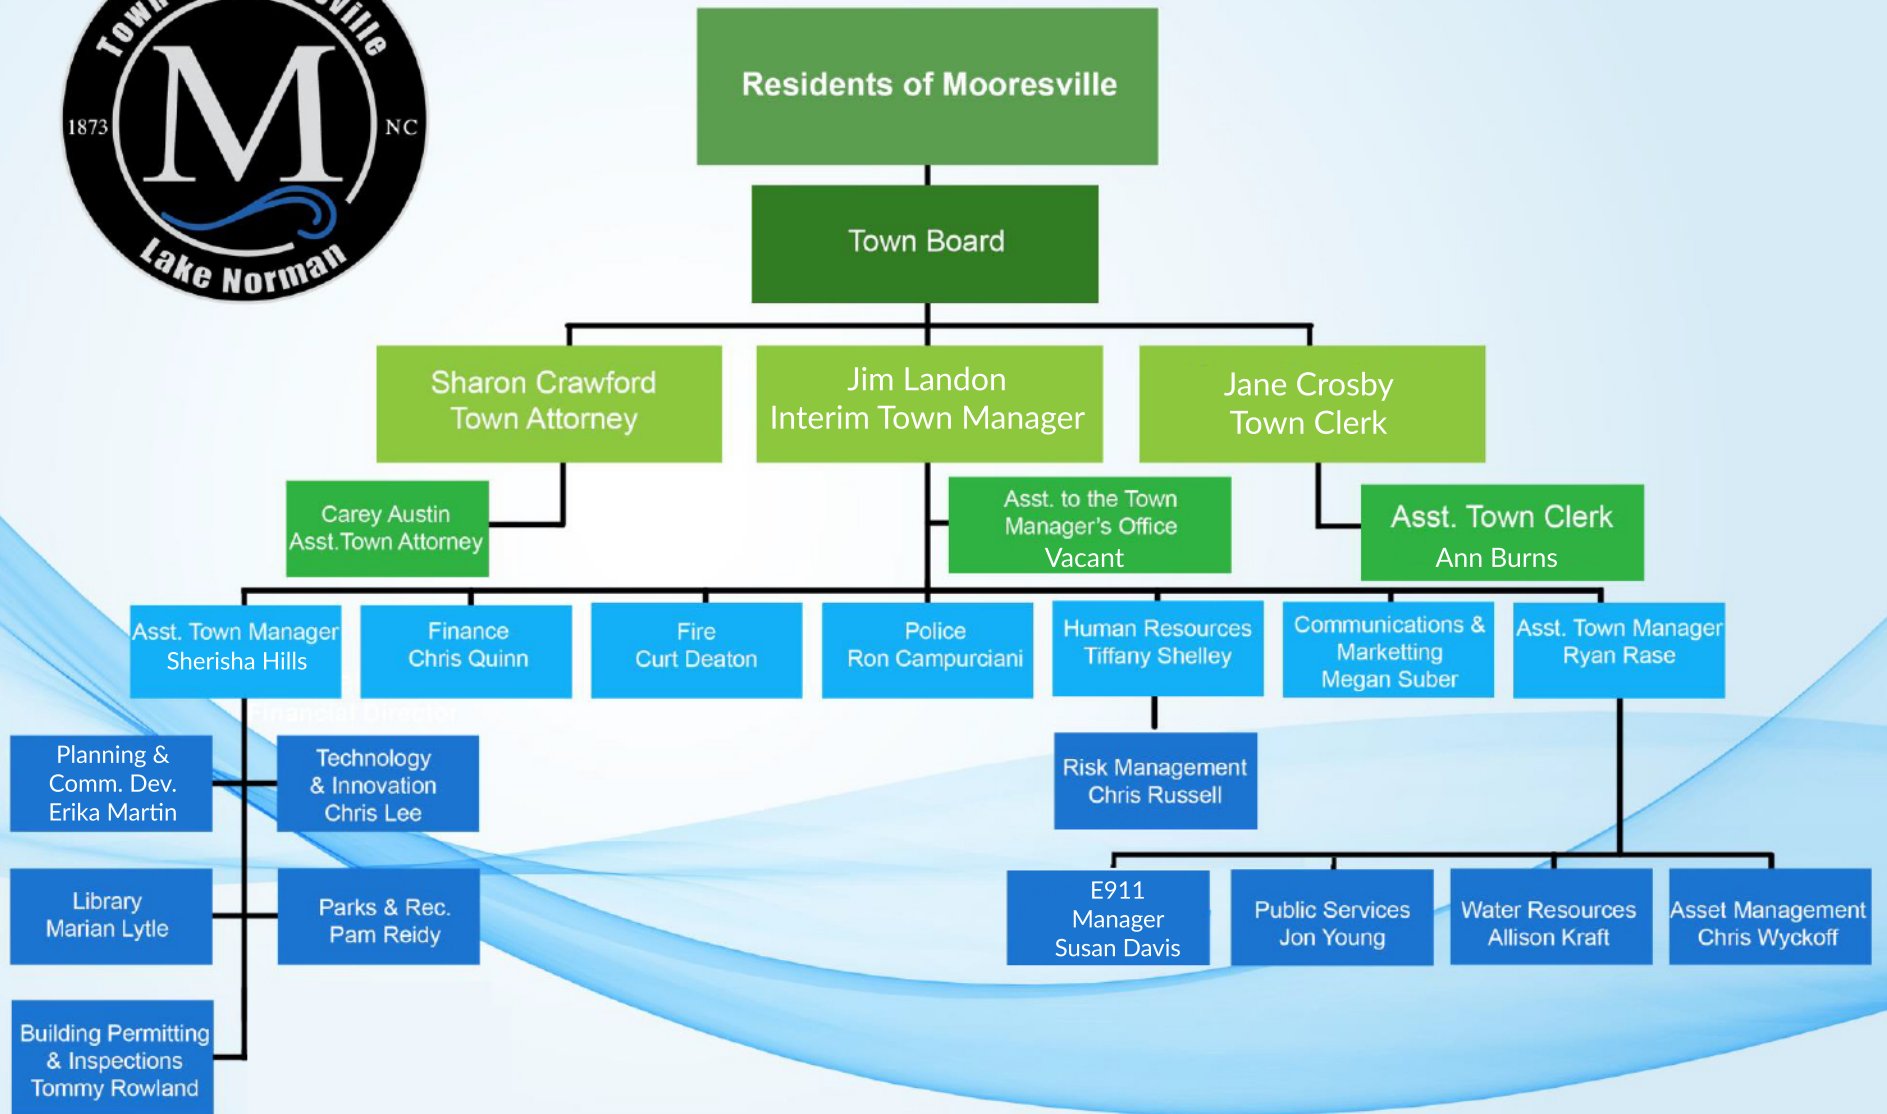 Town
ville
1873
M
NC
Lake Norman
Residents of Mooresville
Town Board
Sharon Crawford
Town Attorney
Jim Landon
Interim Town Manager
Jane Crosby
Town Clerk
Carey Austin
Asst.Town Attorney
Asst. to the Town
Manager's Office
Vacant
Asst. Town Clerk
Ann Burns
Asst. Town Manager
Sherisha Hills
Finance
Chris Quinn
Fire
Curt Deaton
Police
Ron Campurciani
Human Resources
Tiffany Shelley
Communications &
Marketting
Megan Suber
Asst. Town Manager
Ryan Rase
Financial Director
Planning &
Comm. Dev.
Erika Martin
Technology
& Innovation
Chris Lee
Risk Management
Chris Russell
Library
Marian Lytle
Parks & Rec.
Pam Reidy
E911
Manager
Susan Davis
Public Services
Jon Young
Water Resources
Allison Kraft
Asset Management
Chris Wyckoff
Building Permitting
& Inspections
Tommy Rowland